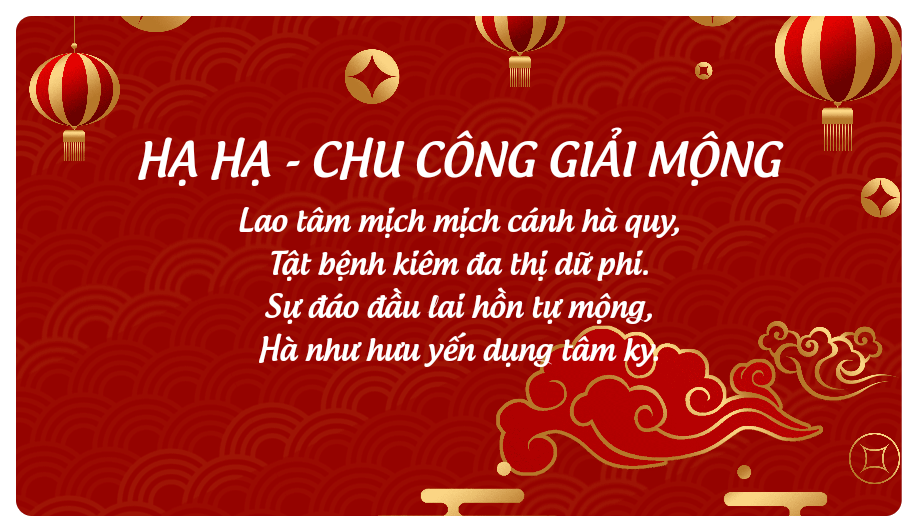 HẠ HẠ - CHU CÔNG GIẢI MỘNG
Lao tâm mịch mịch cánh hà quy,
Tật bệnh kiêm đa thị dữ phi.
Sự đáo đầu lai hồn tự mộng,
Hà như hưu yến dụng tâm ky.